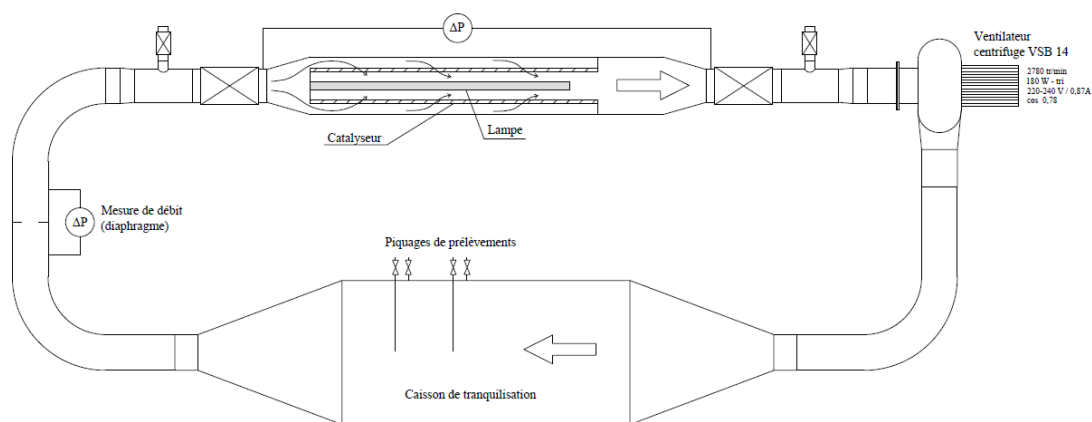 ΔP
Ventilateur
centrifuge VSB 14
2780 tr/min
180 W - tri
220-240 V / 0,87A
cos 0,78
Lampe
Catalyseur
Mesure de débit
(diaphragme)
ΔP
Piquages de prélèvements
Caisson de tranquilisation